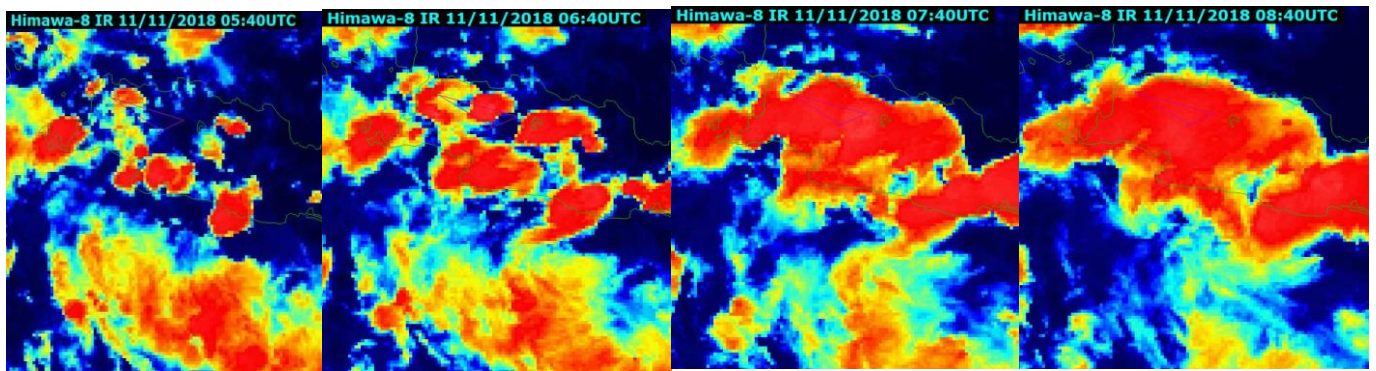 Himawa-8 IR 11/11/2018 05:40UTC
Himawa-8 IR 11/11/2018 06:40UTC
Himawa-8 IR 11/11/2018 07:40UTC
Himawa-8 IR 11/11/2018 08:40UTC